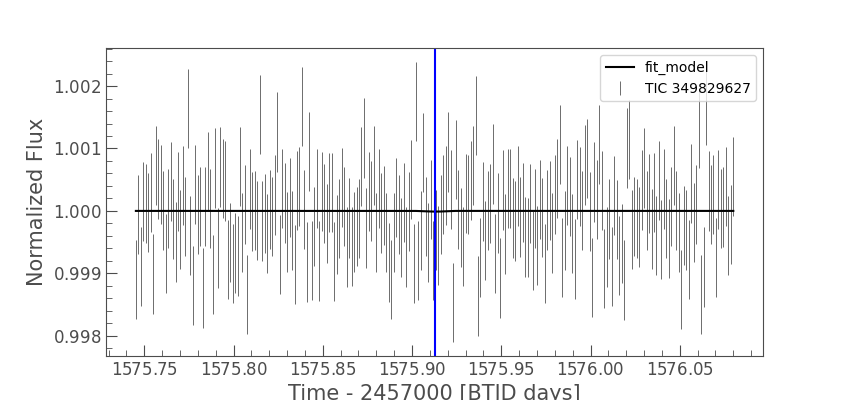 fit_model
TIC 349829627
1.002
1.001
1.000
0.999
0.998
Normalized Flux
1575.75 1575.80 1575.85 1575.90 1575.95 1576.00 1576.05
Time - 2457000 [BTJD days]